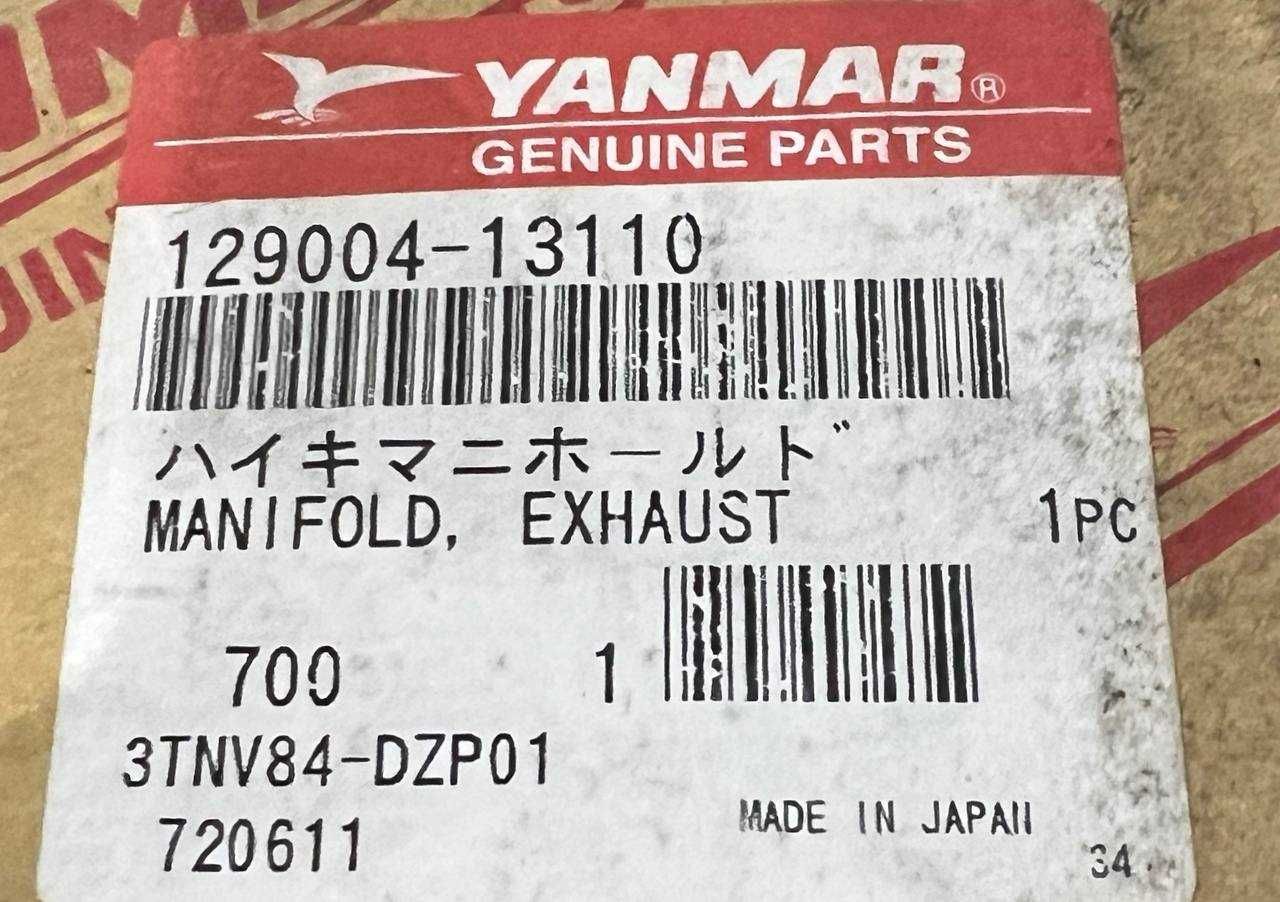 YANMAR®
GENUINE PARTS
129004-13110
ハイキマニホールド
MANIFOLD, EXHAUST 1PC
700 1
3TNV84-DZP01
720611
MADE IN JAPAN
34